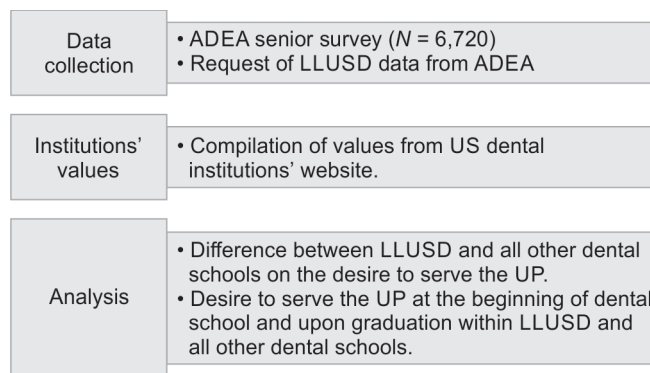 Data
collection
• ADEA senior survey (N = 6,720)
• Request of LLUSD data from ADEA
Institutions’
values
• Compilation of values from US dental
institutions’ website.
Analysis
• Difference between LLUSD and all other dental
schools on the desire to serve the UP.
• Desire to serve the UP at the beginning of dental
school and upon graduation within LLUSD and
all other dental schools.